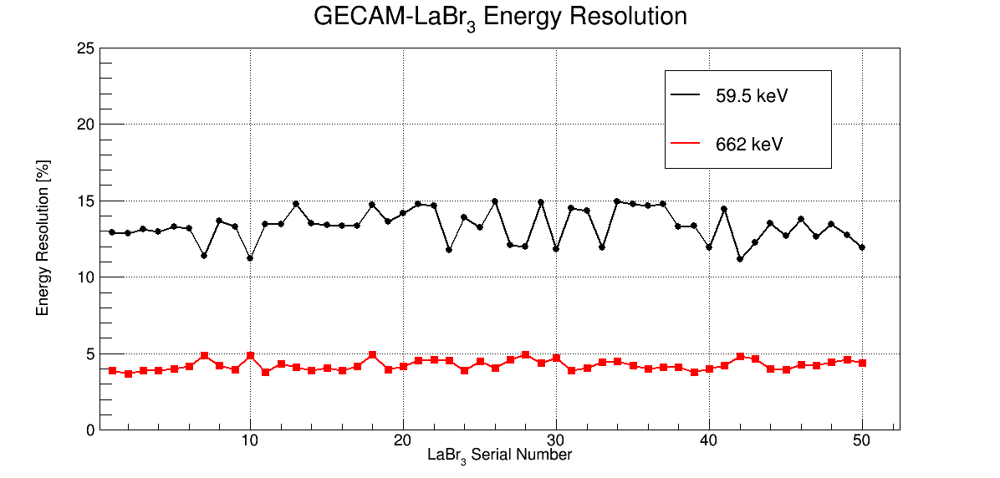 GECAM-LaBr₃ Energy Resolution
25
20
15
10
5
0
Energy Resolution [%]
59.5 keV
662 keV
10 20 30 40 50
LaBr₃ Serial Number